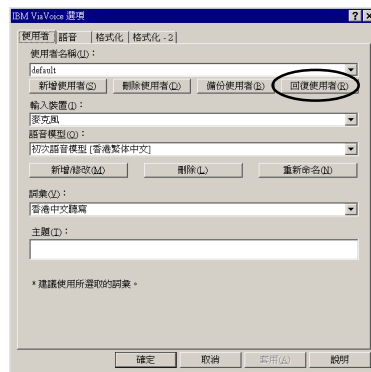 IBM ViaVoice 選項
使用者 語音 格式化 格式化 - 2
使用者名稱(U)：
default
新增使用者(S) 刪除使用者(D) 備份使用者(B) 回復使用者(R)
輸入裝置(I)：
麥克風
語音模型(O)：
初次語音模型 [香港繁体中文]
新增/修改(M) 刪除(L) 重新命名(N)
詞彙(V)：
香港中文聽寫
主題(T)：
* 建議使用所選取的詞彙。
確定 取消 套用(A) 說明